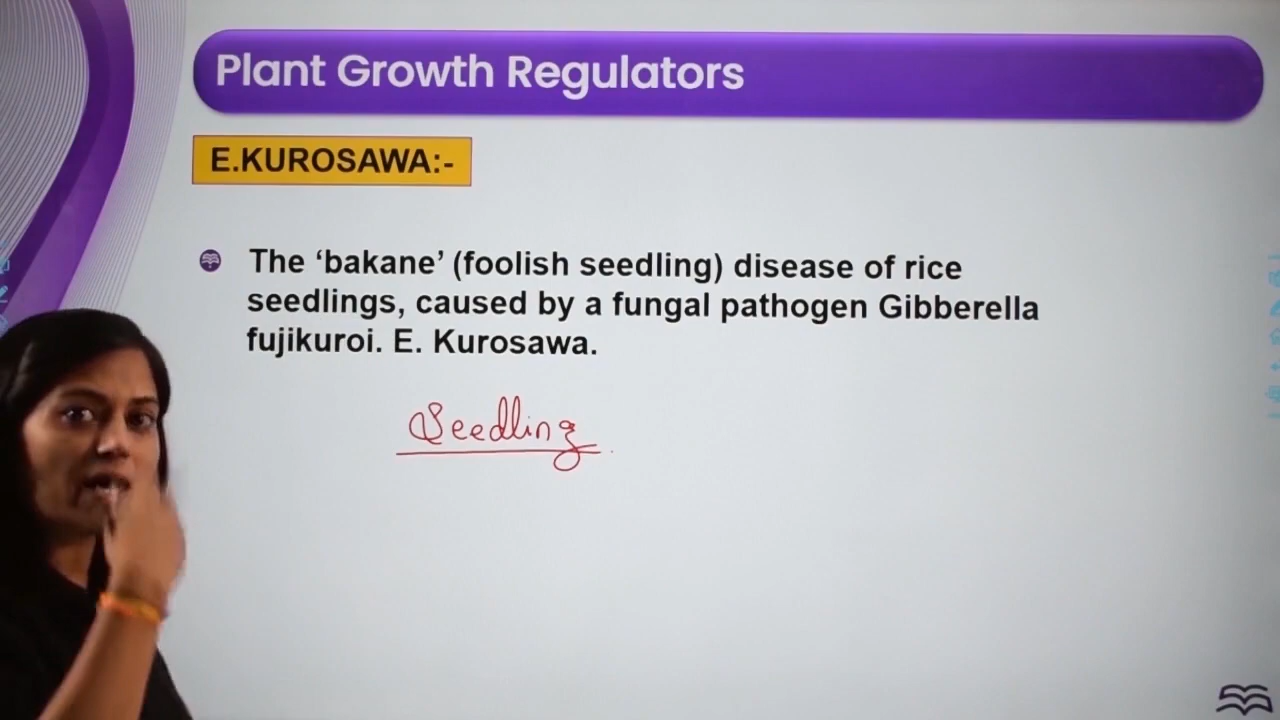 Plant Growth Regulators
E.KUROSAWA:-
The ‘bakane’ (foolish seedling) disease of rice
seedlings, caused by a fungal pathogen Gibberella
fujikuroi. E. Kurosawa.
Seedling